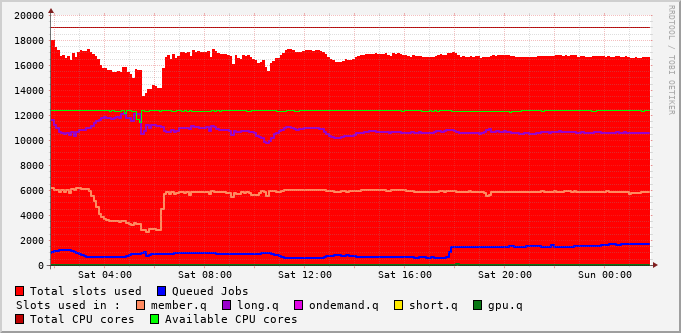 20000
18000
16000
14000
12000
10000
8000
6000
4000
2000
0
Sat 04:00 Sat 08:00 Sat 12:00 Sat 16:00 Sat 20:00 Sun 00:00
Total slots used Queued Jobs
Slots used in : member.q long.q ondemand.q short.q gpu.q
Total CPU cores Available CPU cores
RRDTOOL / TOBI OETIKER